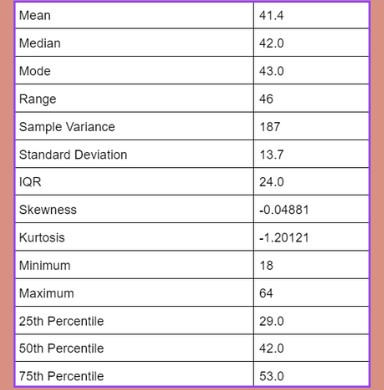 Mean 41.4
Median 42.0
Mode 43.0
Range 46
Sample Variance 187
Standard Deviation 13.7
IQR 24.0
Skewness -0.04881
Kurtosis -1.20121
Minimum 18
Maximum 64
25th Percentile 29.0
50th Percentile 42.0
75th Percentile 53.0